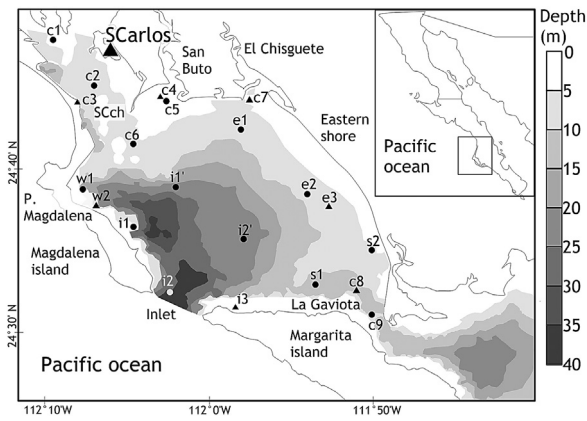 c1
SCarlos
San
Buto
El Chisguete
c2
c3
SCch
c4
c5
c7
c6
e1
Eastern
shore
24°40'
w1
w2
i1'
e2
e3
P.
Magdalena
i1
i2'
s2
Magdalena
island
i2
s1
c8
i3
La Gaviota
c9
Inlet
24°30'
Margarita
island
Pacific ocean
112°10'W
112°0'W
111°50'W
Pacific
ocean
Depth
(m)
0
5
10
15
20
25
30
35
40